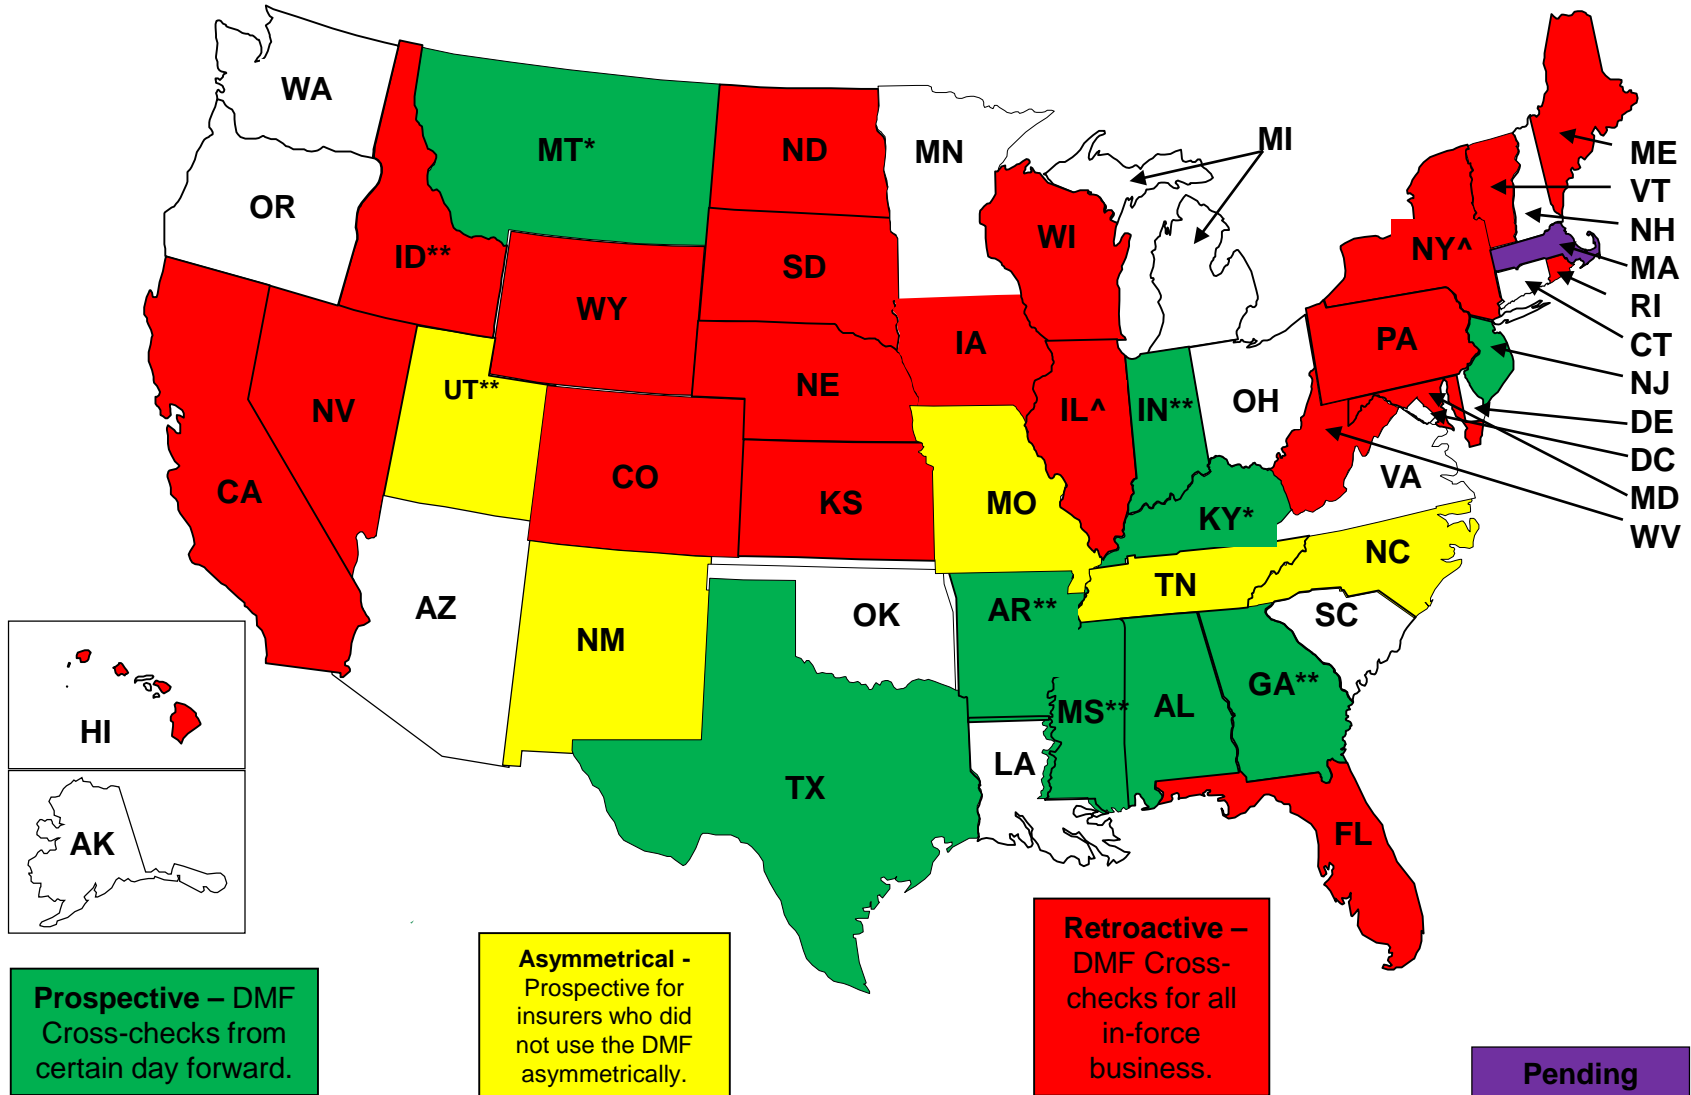 WA
MT*
ND
MN
MI
ME
VT
NH
MA
RI
CT
NJ
DE
DC
MD
WV
OR
ID**
SD
WI
NY^
WY
IA
PA
UT**
NE
NV
IL^
IN**
OH
CA
CO
KS
MO
KY*
VA
AZ
NM
OK
AR**
TN
NC
SC
TX
LA
MS**
AL
GA**
FL
HI
AK
Prospective – DMF
Cross-checks from
certain day forward.
Asymmetrical -
Prospective for
insurers who did
not use the DMF
asymmetrically.
Retroactive –
DMF Cross-
checks for all
in-force
business.
Pending